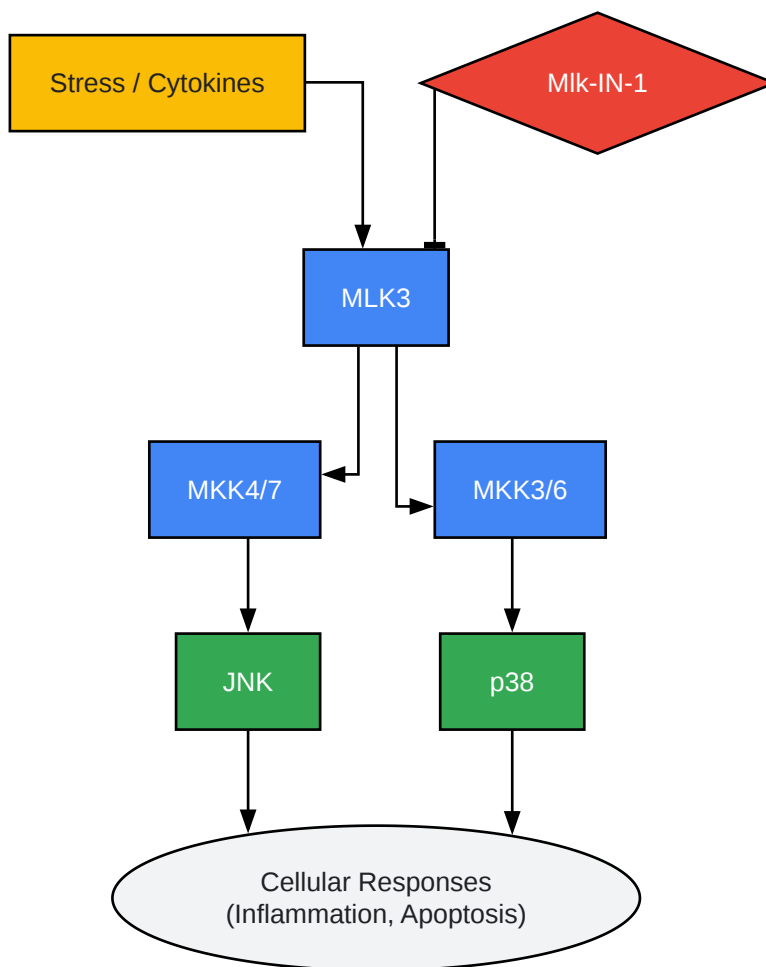 Stress / Cytokines
Mlk-IN-1
MLK3
MKK4/7
MKK3/6
JNK
p38
Cellular Responses
(Inflammation, Apoptosis)